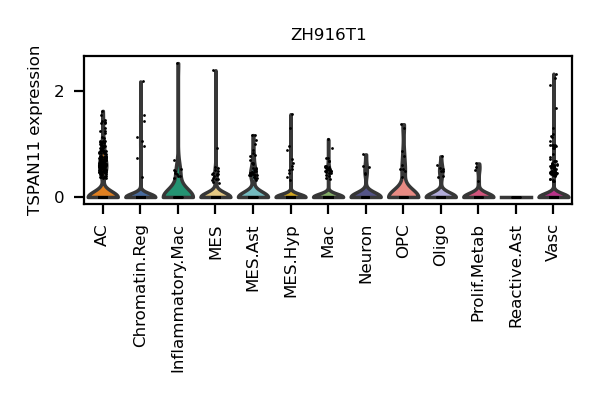 ZH916T1
TSPAN11 expression
2
0
AC
Chromatin.Reg
Inflammatory.Mac
MES
MES.Ast
MES.Hyp
Mac
Neuron
OPC
Oligo
Prolif.Metab
Reactive.Ast
Vasc